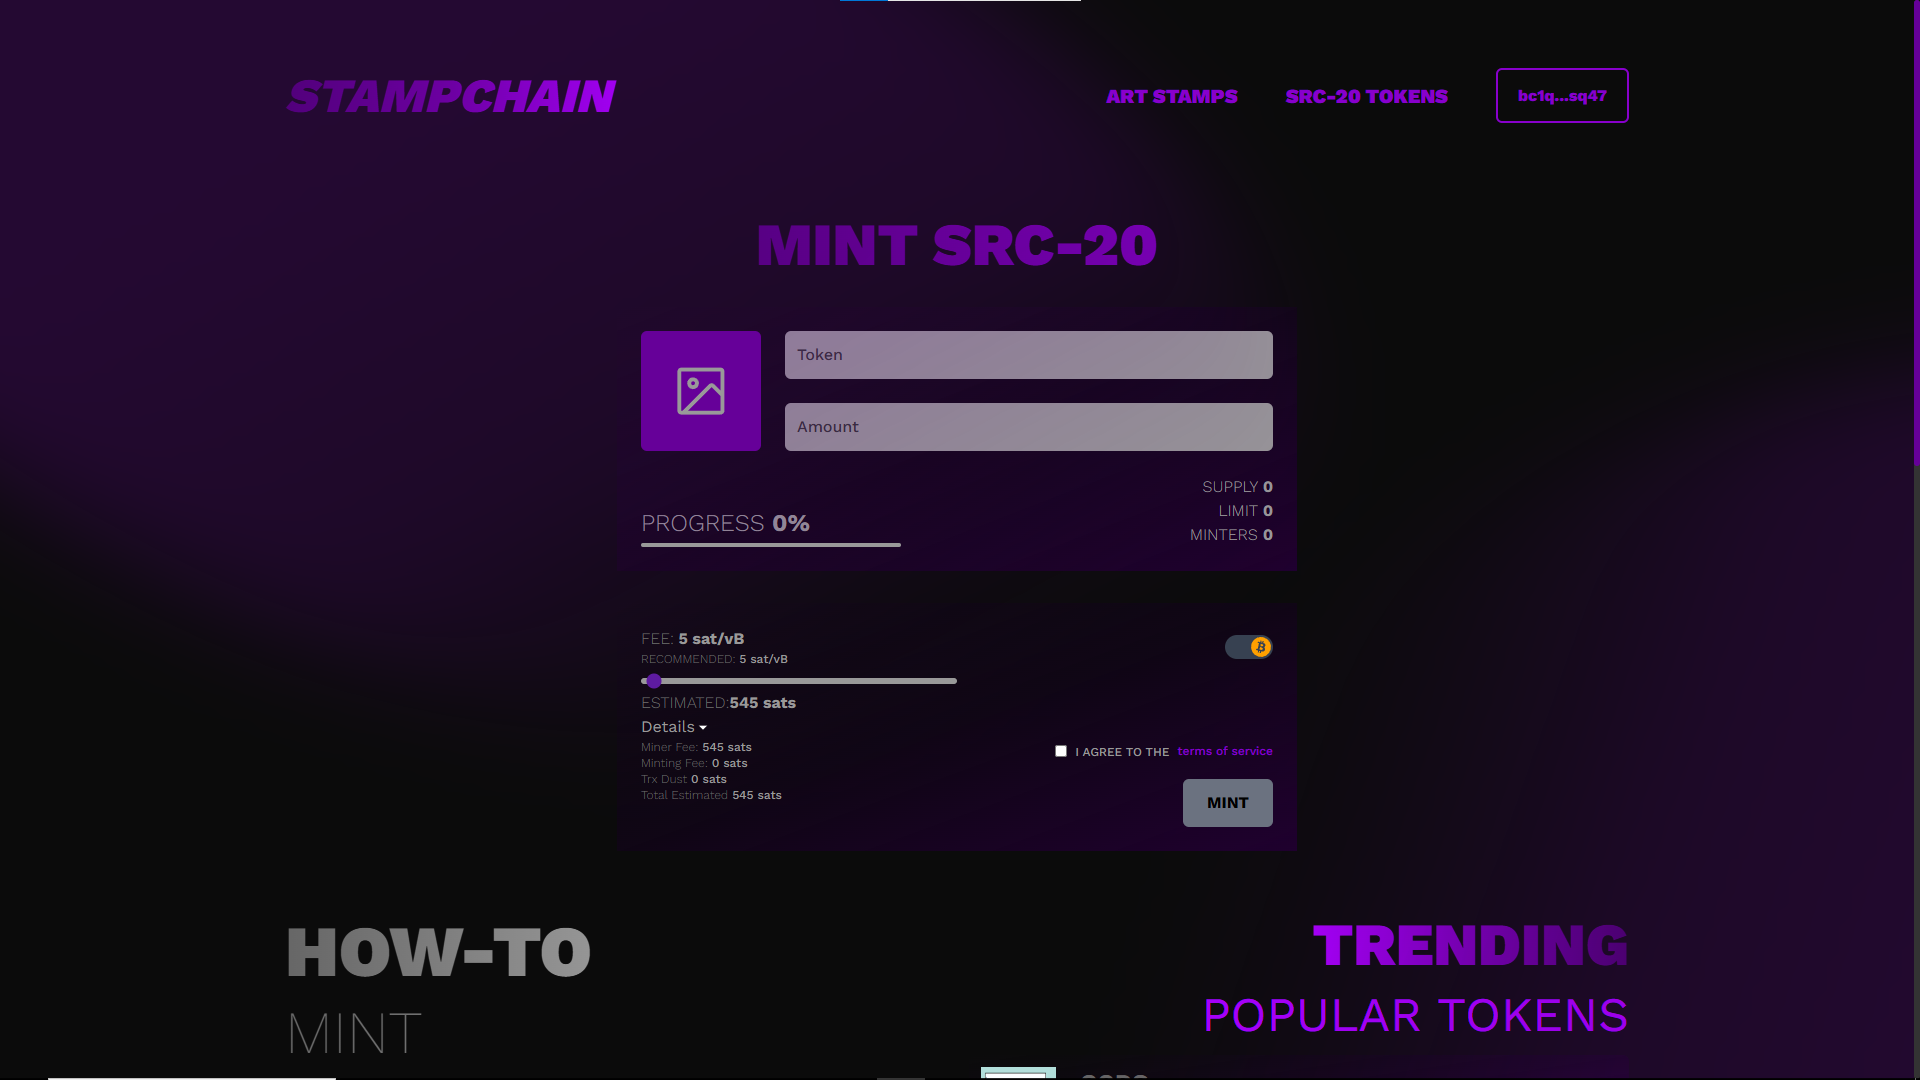 STAMPCHAIN
ART STAMPS
SRC-20 TOKENS
bc1q...sq47
MINT SRC-20
Token
Amount
SUPPLY 0
LIMIT 0
MINTERS 0
PROGRESS 0%
FEE: 5 sat/vB
RECOMMENDED: 5 sat/vB
ESTIMATED:545 sats
Details
Miner Fee: 545 sats
Minting Fee: 0 sats
Trx Dust 0 sats
Total Estimated 545 sats
I AGREE TO THE terms of service
MINT
HOW-TO
MINT
TRENDING
POPULAR TOKENS